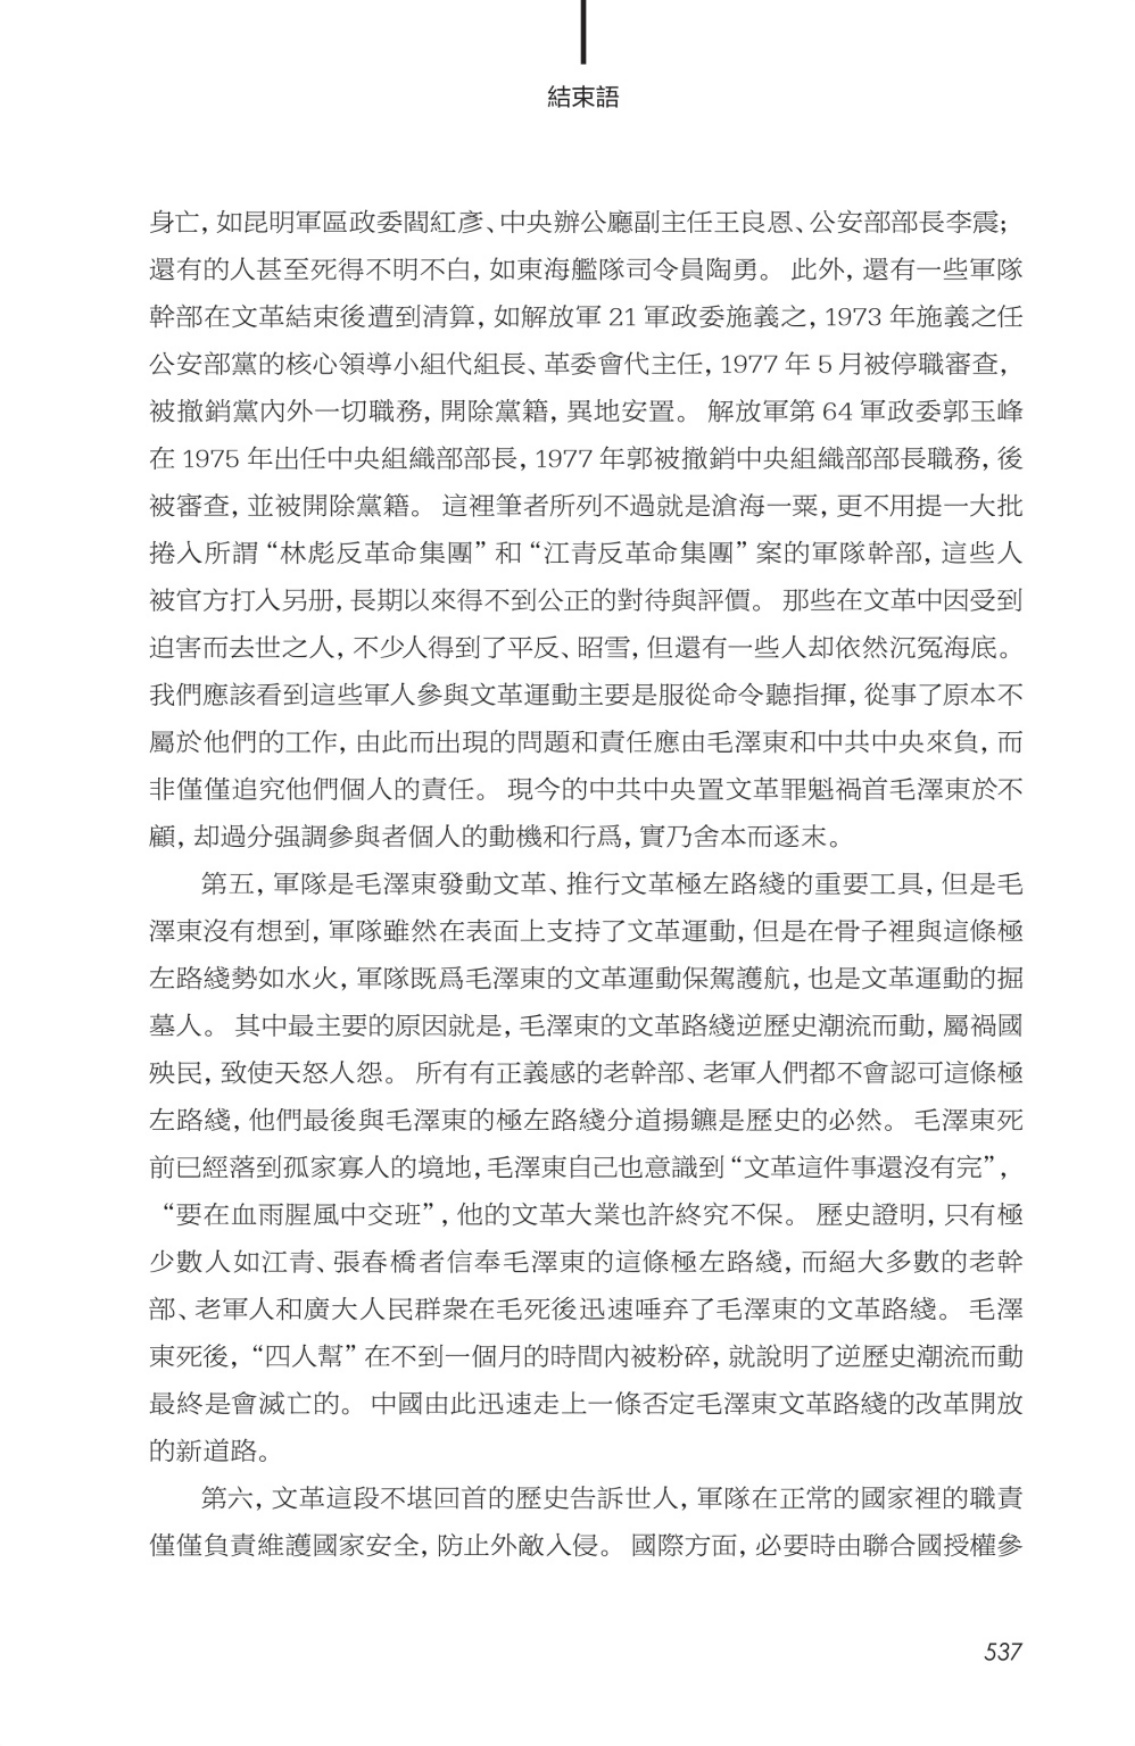 結束語
身亡, 如昆明軍區政委閻紅彥、中央辦公廳副主任王良恩、公安部部長李震;
還有的人甚至死得不明不白, 如東海艦隊司令員陶勇。 此外, 還有一些軍隊
幹部在文革結束後遭到清算, 如解放軍 21 軍政委施義之, 1973 年施義之任
公安部黨的核心領導小組代組長、革委會代主任, 1977 年 5 月被停職審查,
被撤銷黨內外一切職務, 開除黨籍, 異地安置。 解放軍第 64 軍政委郭玉峰
在 1975 年出任中央組織部部長, 1977 年郭被撤銷中央組織部部長職務, 後
被審查, 並被開除黨籍。 這裡筆者所列不過就是滄海一粟, 更不用提一大批
捲入所謂 “林彪反革命集團” 和 “江青反革命集團” 案的軍隊幹部, 這些人
被官方打入另册, 長期以來得不到公正的對待與評價。 那些在文革中因受到
迫害而去世之人, 不少人得到了平反、昭雪, 但還有一些人却依然沉冤海底。
我們應該看到這些軍人參與文革運動主要是服從命令聽指揮, 從事了原本不
屬於他們的工作, 由此而出現的問題和責任應由毛澤東和中共中央來負, 而
非僅僅追究他們個人的責任。 現今的中共中央置文革罪魁禍首毛澤東於不
顧, 却過分强調參與者個人的動機和行爲, 實乃舍本而逐末。
第五, 軍隊是毛澤東發動文革、推行文革極左路綫的重要工具, 但是毛
澤東沒有想到, 軍隊雖然在表面上支持了文革運動, 但是在骨子裡與這條極
左路綫勢如水火, 軍隊既爲毛澤東的文革運動保駕護航, 也是文革運動的掘
墓人。 其中最主要的原因就是, 毛澤東的文革路綫逆歷史潮流而動, 屬禍國
殃民, 致使天怒人怨。 所有有正義感的老幹部、老軍人們都不會認可這條極
左路綫, 他們最後與毛澤東的極左路綫分道揚鑣是歷史的必然。 毛澤東死
前已經落到孤家寡人的境地, 毛澤東自己也意識到 “文革這件事還沒有完”,
“要在血雨腥風中交班”, 他的文革大業也許終究不保。 歷史證明, 只有極
少數人如江青、張春橋者信奉毛澤東的這條極左路綫, 而絕大多數的老幹
部、老軍人和廣大人民群衆在毛死後迅速唾弃了毛澤東的文革路綫。 毛澤
東死後, “四人幫” 在不到一個月的時間內被粉碎, 就說明了逆歷史潮流而動
最終是會滅亡的。 中國由此迅速走上一條否定毛澤東文革路綫的改革開放
的新道路。
第六, 文革這段不堪回首的歷史告訴世人, 軍隊在正常的國家裡的職責
僅僅負責維護國家安全, 防止外敵入侵。 國際方面, 必要時由聯合國授權參
537